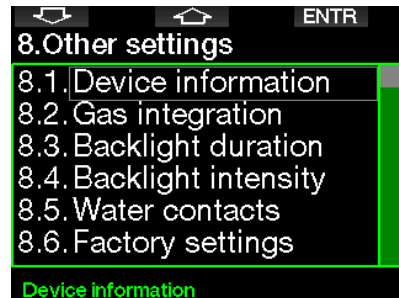 ENTR
8.Other settings
8.1. Device information
8.2. Gas integration
8.3. Backlight duration
8.4. Backlight intensity
8.5. Water contacts
8.6. Factory settings
Device information